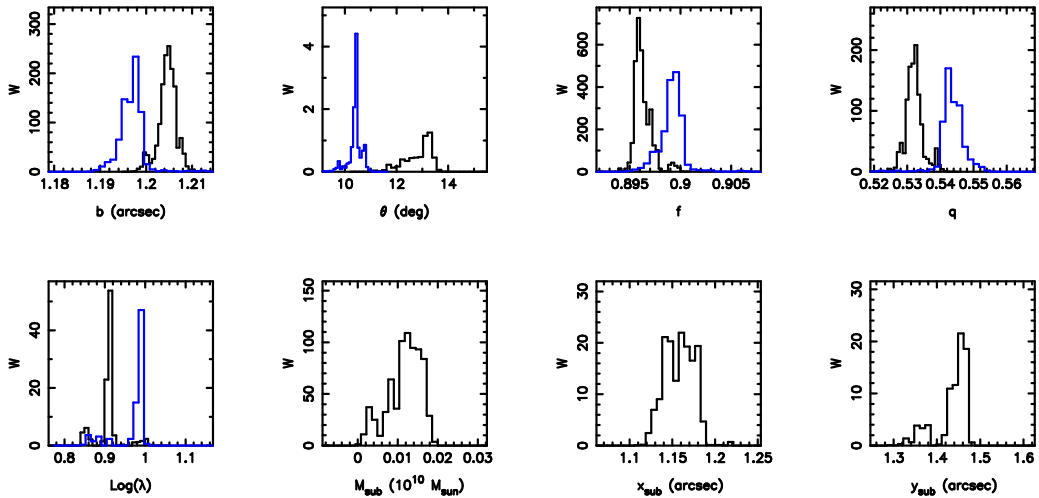 W 0 100 200 300
1.18 1.19 1.2 1.21
b (arcsec)
W 0 2 4
10 12 14
θ (deg)
W 0 200 400 600
0.895 0.9 0.905
f
W 0 100 200
0.52 0.53 0.54 0.55 0.56
q
W 0 20 40
0.8 0.9 1 1.1
Log(λ)
W 0 50 100 150
0 0.01 0.02 0.03
M_sub (10^10 M_sun)
W 0 10 20 30
1.1 1.15 1.2 1.25
x_sub (arcsec)
W 0 10 20 30
1.3 1.4 1.5 1.6
y_sub (arcsec)